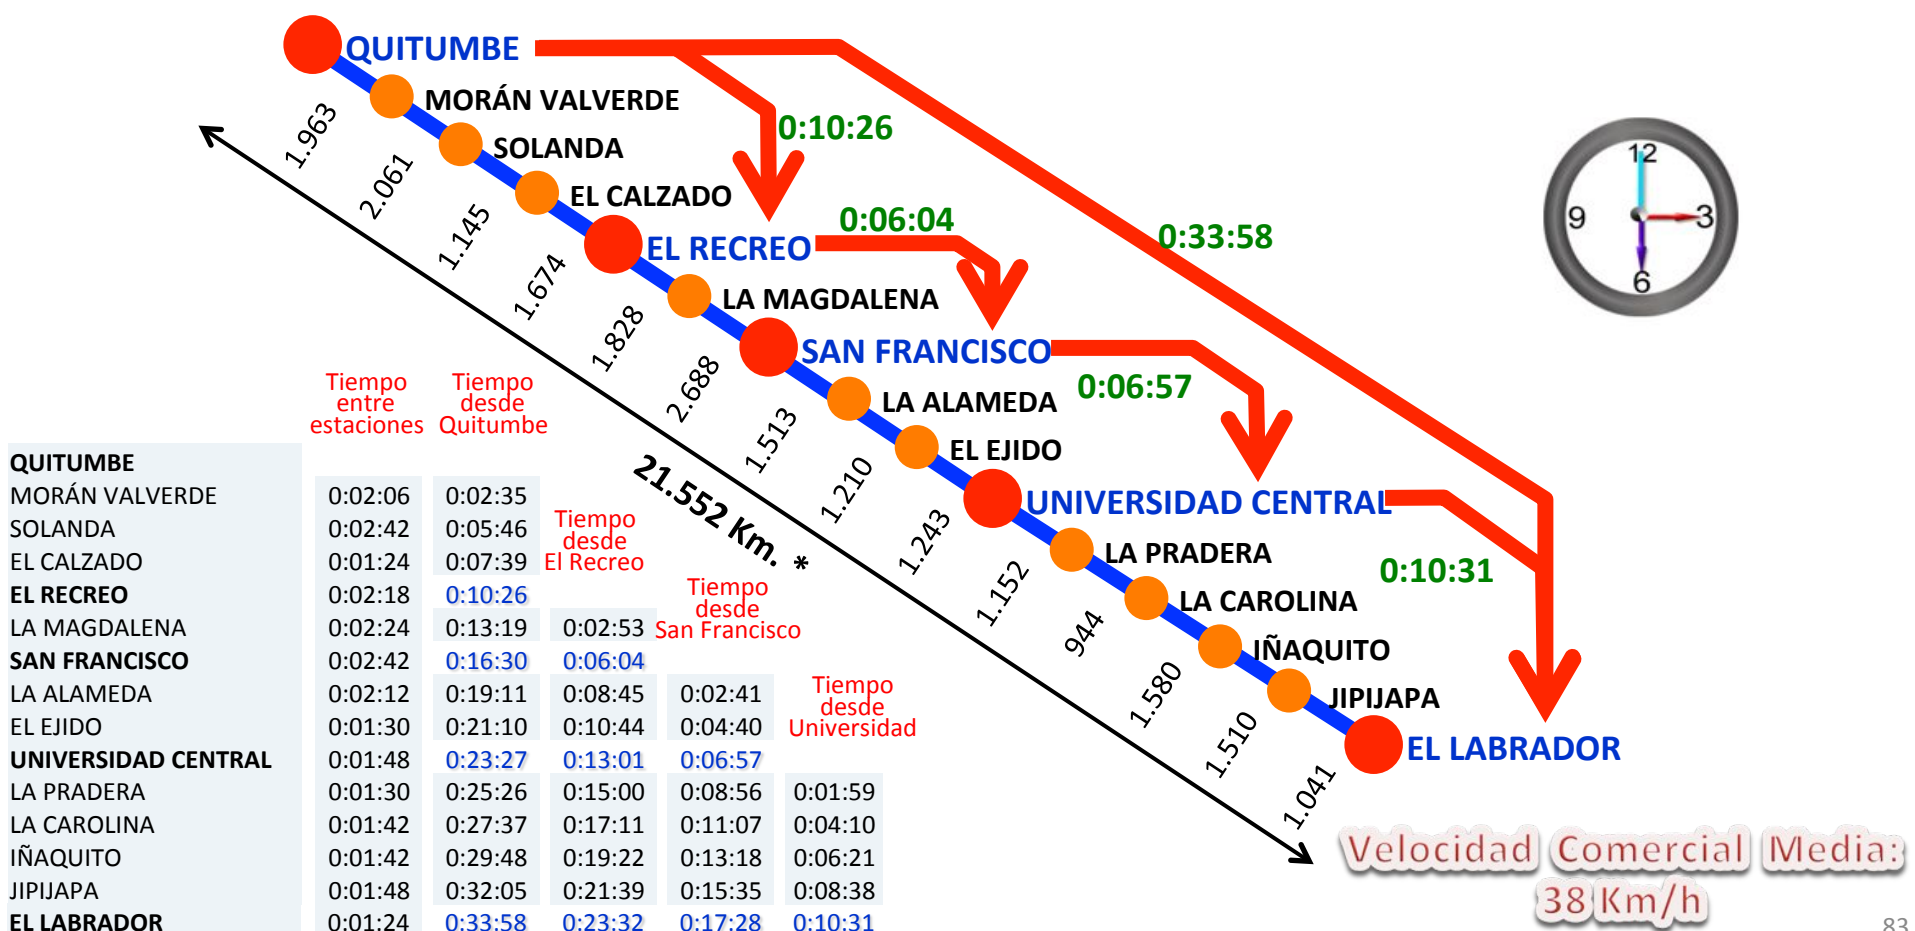 QUITUMBE
MORÁN VALVERDE
SOLANDA
EL CALZADO
EL RECREO
LA MAGDALENA
SAN FRANCISCO
LA ALAMEDA
EL EJIDO
UNIVERSIDAD CENTRAL
LA PRADERA
LA CAROLINA
IÑAQUITO
JIPIJAPA
EL LABRADOR
0:10:26
0:06:04
0:33:58
0:06:57
0:10:31
1.963
2.061
1.145
1.674
1.828
2.688
1.513
1.210
1.243
1.152
944
1.580
1.510
1.041
21.552 Km. *
12
3
6
9
Tiempo entre estaciones
Tiempo desde Quitumbe
Tiempo desde El Recreo
Tiempo desde San Francisco
Tiempo desde Universidad
QUITUMBE
MORÁN VALVERDE 0:02:06 0:02:35
SOLANDA 0:02:42 0:05:46
EL CALZADO 0:01:24 0:07:39
EL RECREO 0:02:18 0:10:26
LA MAGDALENA 0:02:24 0:13:19 0:02:53
SAN FRANCISCO 0:02:42 0:16:30 0:06:04
LA ALAMEDA 0:02:12 0:19:11 0:08:45 0:02:41
EL EJIDO 0:01:30 0:21:10 0:10:44 0:04:40
UNIVERSIDAD CENTRAL 0:01:48 0:23:27 0:13:01 0:06:57
LA PRADERA 0:01:30 0:25:26 0:15:00 0:08:56 0:01:59
LA CAROLINA 0:01:42 0:27:37 0:17:11 0:11:07 0:04:10
IÑAQUITO 0:01:42 0:29:48 0:19:22 0:13:18 0:06:21
JIPIJAPA 0:01:48 0:32:05 0:21:39 0:15:35 0:08:38
EL LABRADOR 0:01:24 0:33:58 0:23:32 0:17:28 0:10:31
Velocidad Comercial Media:
38 Km/h
83